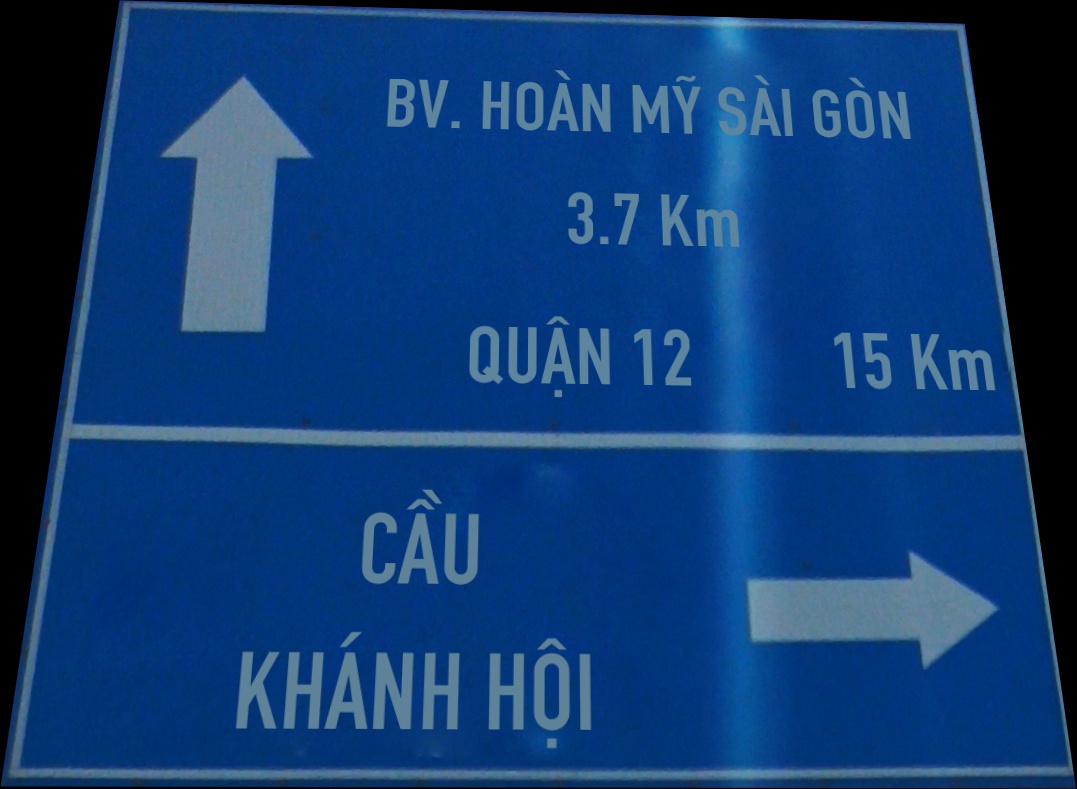 BV. HOÀN MỸ SÀI GÒN
3.7 Km
QUẬN 12 15 Km
CẦU
KHÁNH HỘI